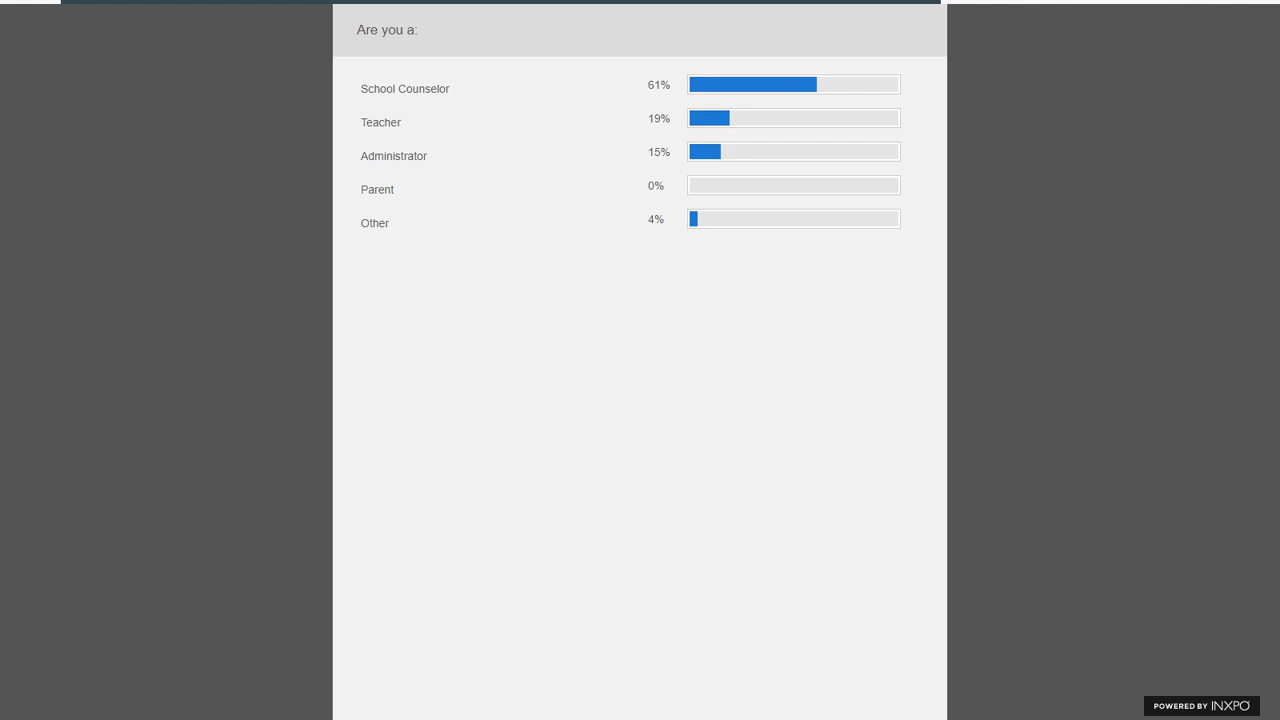 Are you a:
School Counselor 61%
Teacher 19%
Administrator 15%
Parent 0%
Other 4%
POWERED BY INXPO